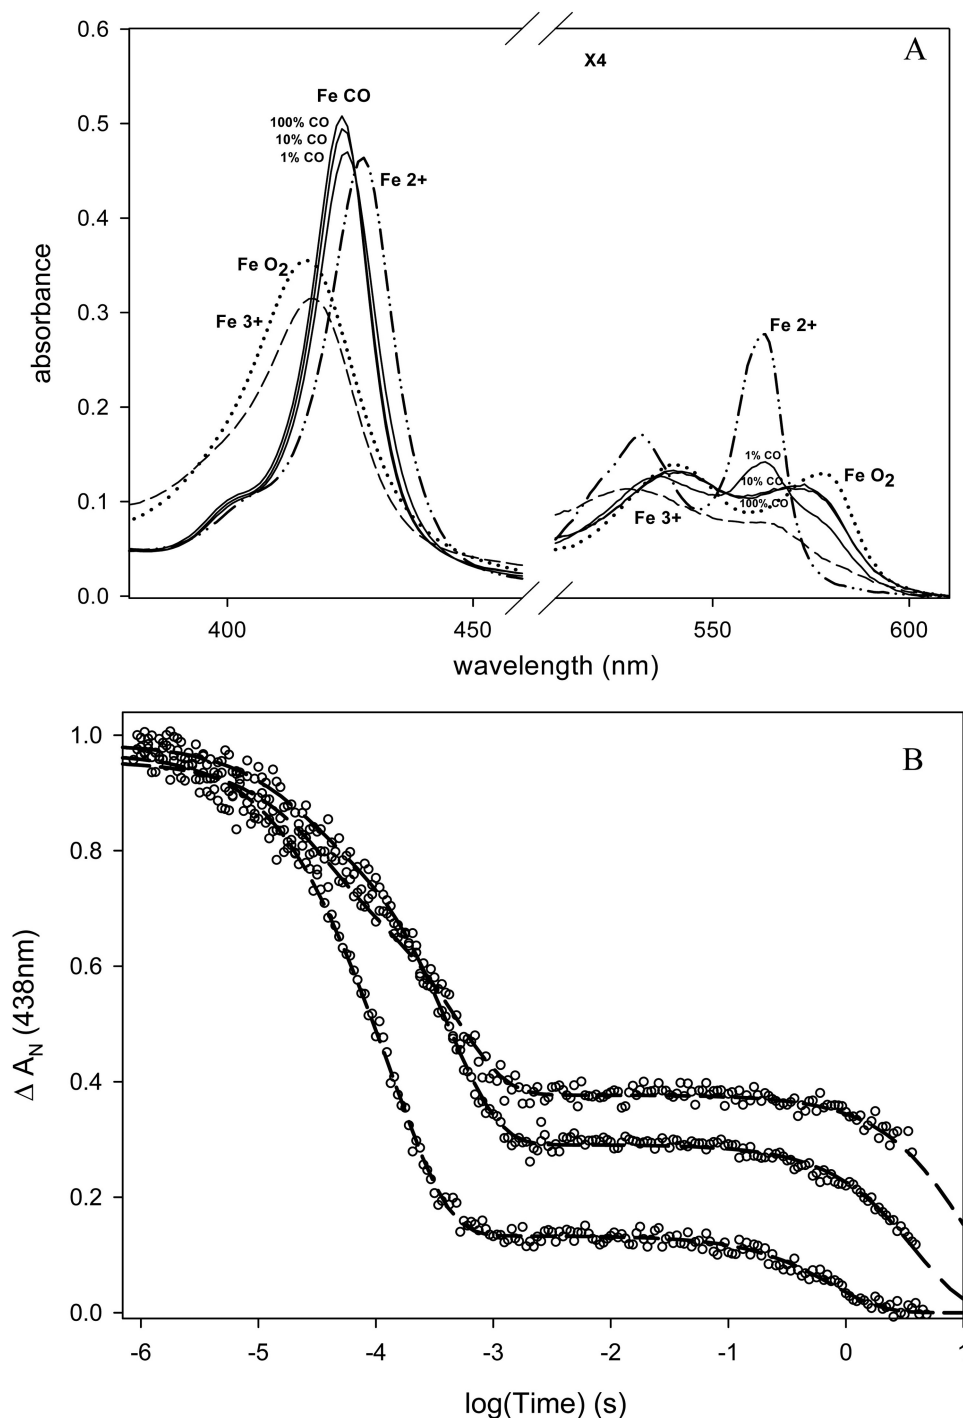 0.6
A
X4
Fe CO
0.5
100% CO
10% CO
1% CO
Fe 2+
0.4
Fe O2
Fe 3+
0.3
Fe 2+
absorbance
0.2
1% CO
Fe O2
10% CO
100% CO
0.1
Fe 3+
0.0
400 450 550 600
wavelength (nm)
1.0
B
0.8
0.6
Δ AN (438nm)
0.4
0.2
0.0
-6 -5 -4 -3 -2 -1 0 1
log(Time) (s)